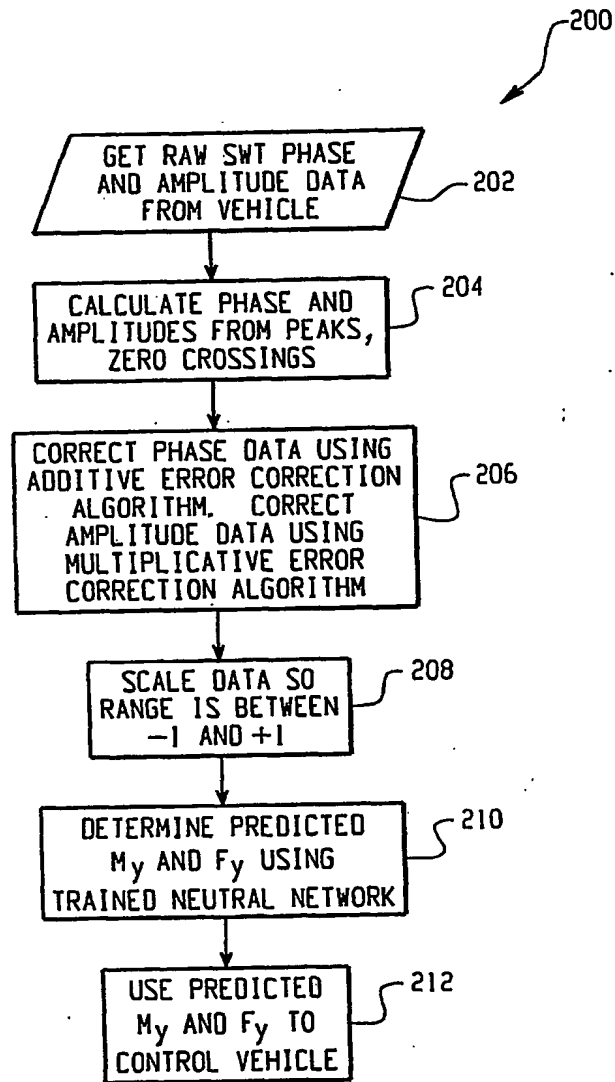 200
GET RAW SWT PHASE
AND AMPLITUDE DATA
FROM VEHICLE
202
CALCULATE PHASE AND
AMPLITUDES FROM PEAKS,
ZERO CROSSINGS
204
CORRECT PHASE DATA USING
ADDITIVE ERROR CORRECTION
ALGORITHM. CORRECT
AMPLITUDE DATA USING
MULTIPLICATIVE ERROR
CORRECTION ALGORITHM
206
SCALE DATA SO
RANGE IS BETWEEN
-1 AND +1
208
DETERMINE PREDICTED
My AND Fy USING
TRAINED NEUTRAL NETWORK
210
USE PREDICTED
My AND Fy TO
CONTROL VEHICLE
212